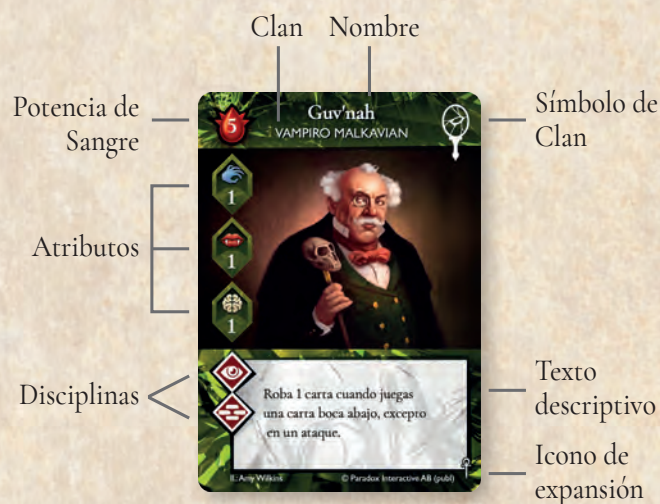 Clan
Nombre
Potencia de
Sangre
5
Guv'nah
VAMPIRO MALKAVIAN
Símbolo de
Clan
Atributos
1
1
1
Disciplinas
Roba 1 carta cuando juegas
una carta boca abajo, excepto
en un ataque.
Texto
descriptivo
Icono de
expansión
Il.: Amy Wilkins
© Paradox Interactive AB (publ)